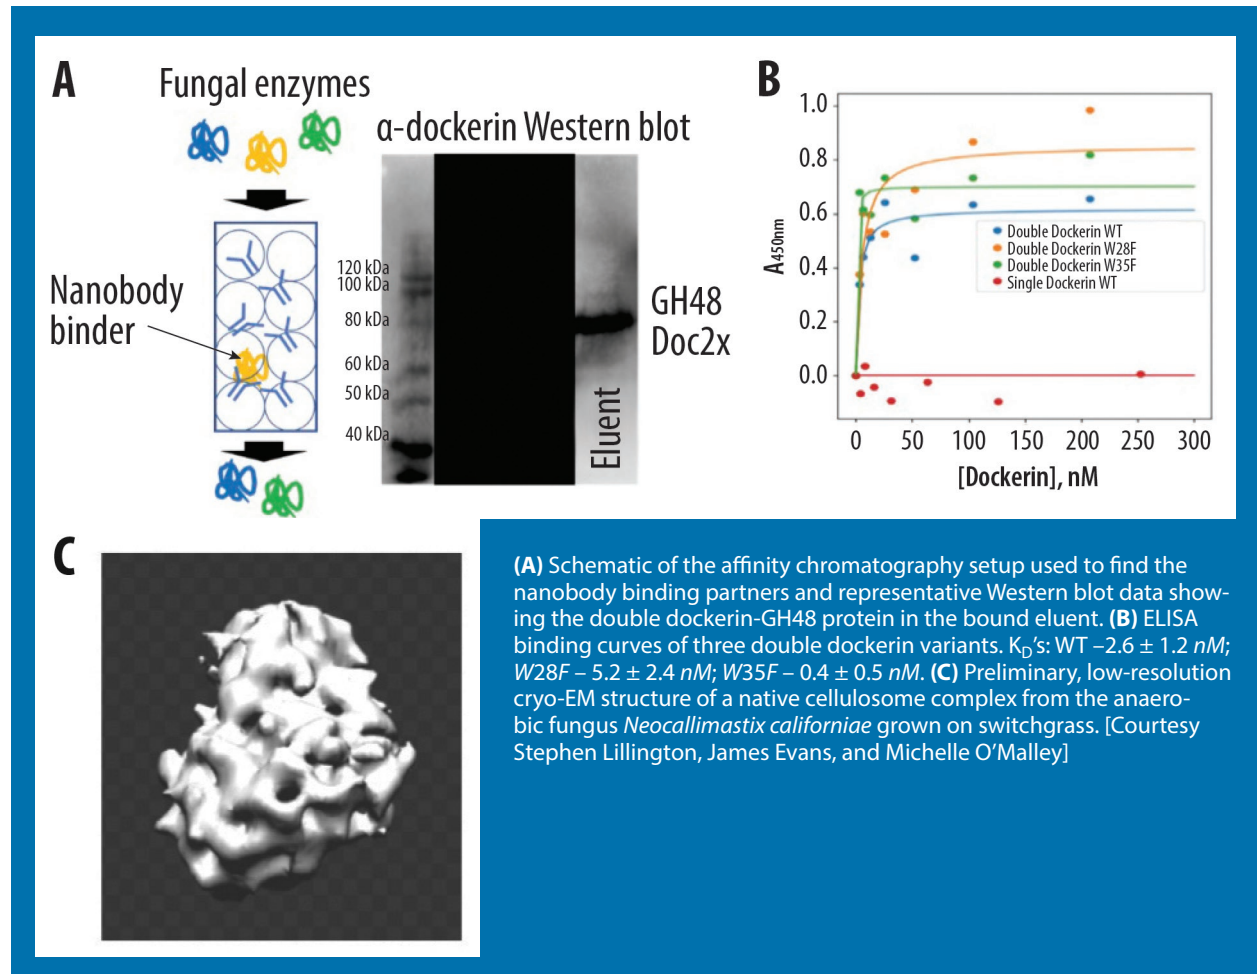 A
Fungal enzymes
α-dockerin Western blot
Nanobody
binder
120 kDa
100 kDa
80 kDa
60 kDa
50 kDa
40 kDa
GH48
Doc2x
Eluent
B
1.0
0.8
0.6
0.4
0.2
0.0
A450nm
Double Dockerin WT
Double Dockerin W28F
Double Dockerin W35F
Single Dockerin WT
0 50 100 150 200 250 300
[Dockerin], nM
C
(A) Schematic of the affinity chromatography setup used to find the
nanobody binding partners and representative Western blot data show-
ing the double dockerin-GH48 protein in the bound eluent. (B) ELISA
binding curves of three double dockerin variants. KD's: WT –2.6 ± 1.2 nM;
W28F – 5.2 ± 2.4 nM; W35F – 0.4 ± 0.5 nM. (C) Preliminary, low-resolution
cryo-EM structure of a native cellulosome complex from the anaero-
bic fungus Neocallimastix californiae grown on switchgrass. [Courtesy
Stephen Lillington, James Evans, and Michelle O'Malley]